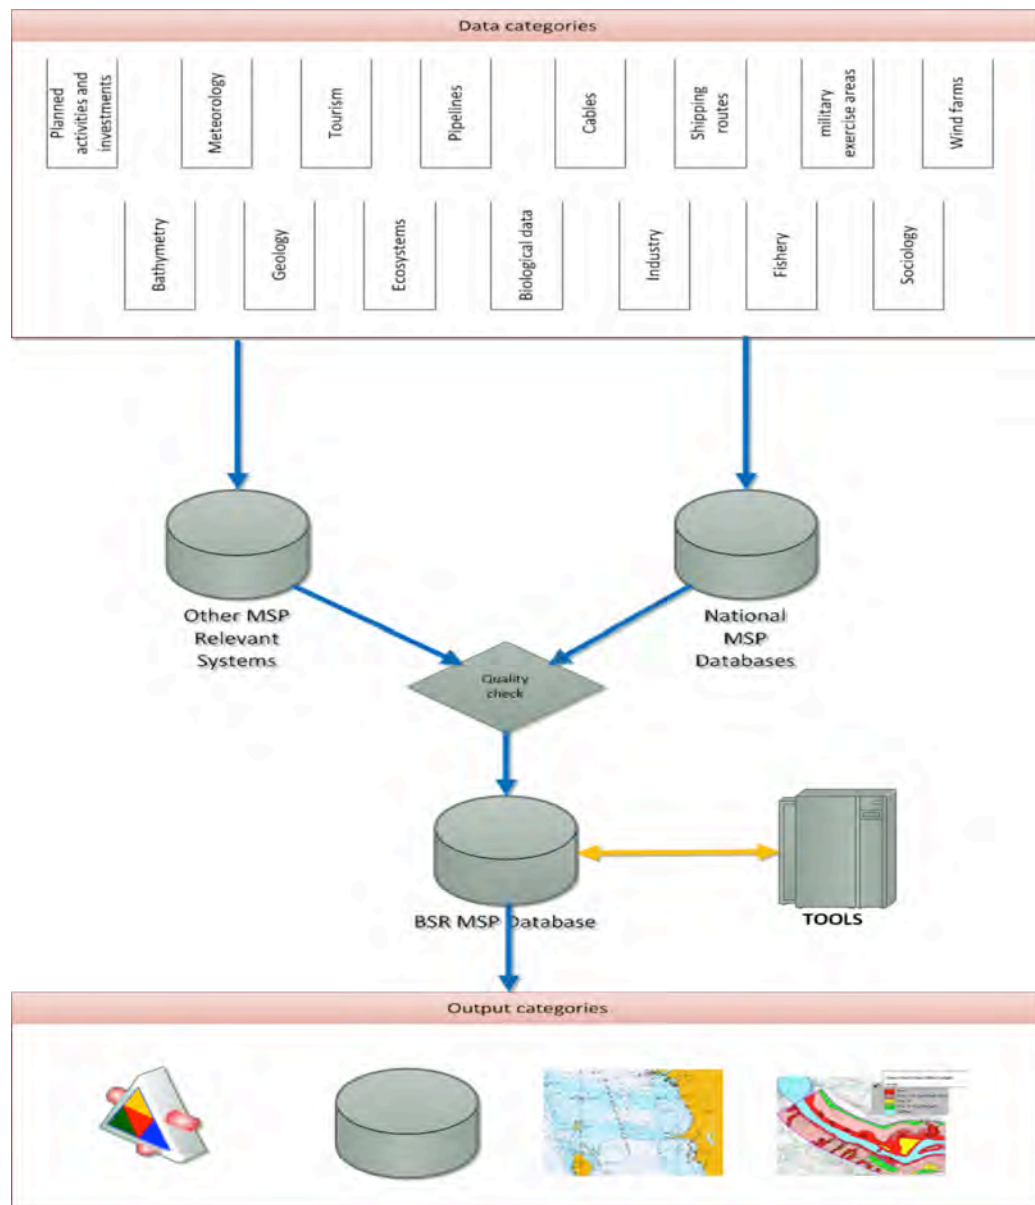 Data categories
Planned
activities and
investments
Meteorology
Tourism
Pipelines
Cables
Shipping
routes
military
exercise areas
Wind farms
Bathymetry
Geology
Ecosystems
Biological data
Industry
Fishery
Sociology
Other MSP
Relevant
Systems
National
MSP
Databases
Quality
check
BSR MSP Database
TOOLS
Output categories